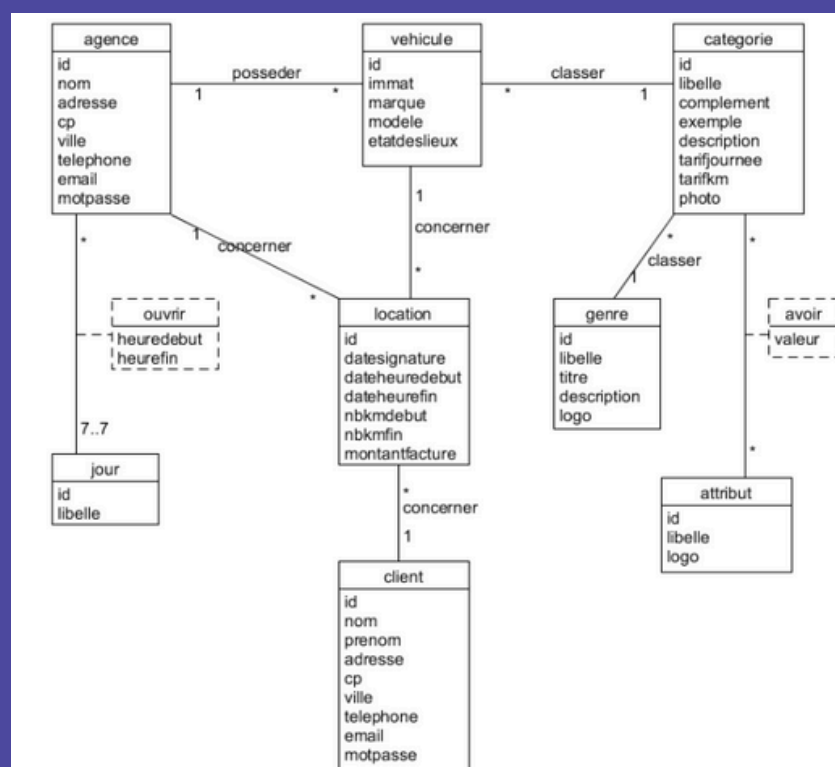 agence
id
nom
adresse
cp
ville
telephone
email
motpasse
posseder
1
*
vehicule
id
immat
marque
modele
etatdeslieux
classer
*
1
categorie
id
libelle
complement
exemple
description
tarifjournee
tarifkm
photo
1
concerner
*
1
concerner
*
*
classer
1
*
ouvrir
heuredebut
heurefin
*
7..7
location
id
datesignature
dateheuredebut
dateheurefin
nbkmdebut
nbkmfin
montantfacture
genre
id
libelle
titre
description
logo
avoir
valeur
*
jour
id
libelle
*
concerner
1
attribut
id
libelle
logo
client
id
nom
prenom
adresse
cp
ville
telephone
email
motpasse